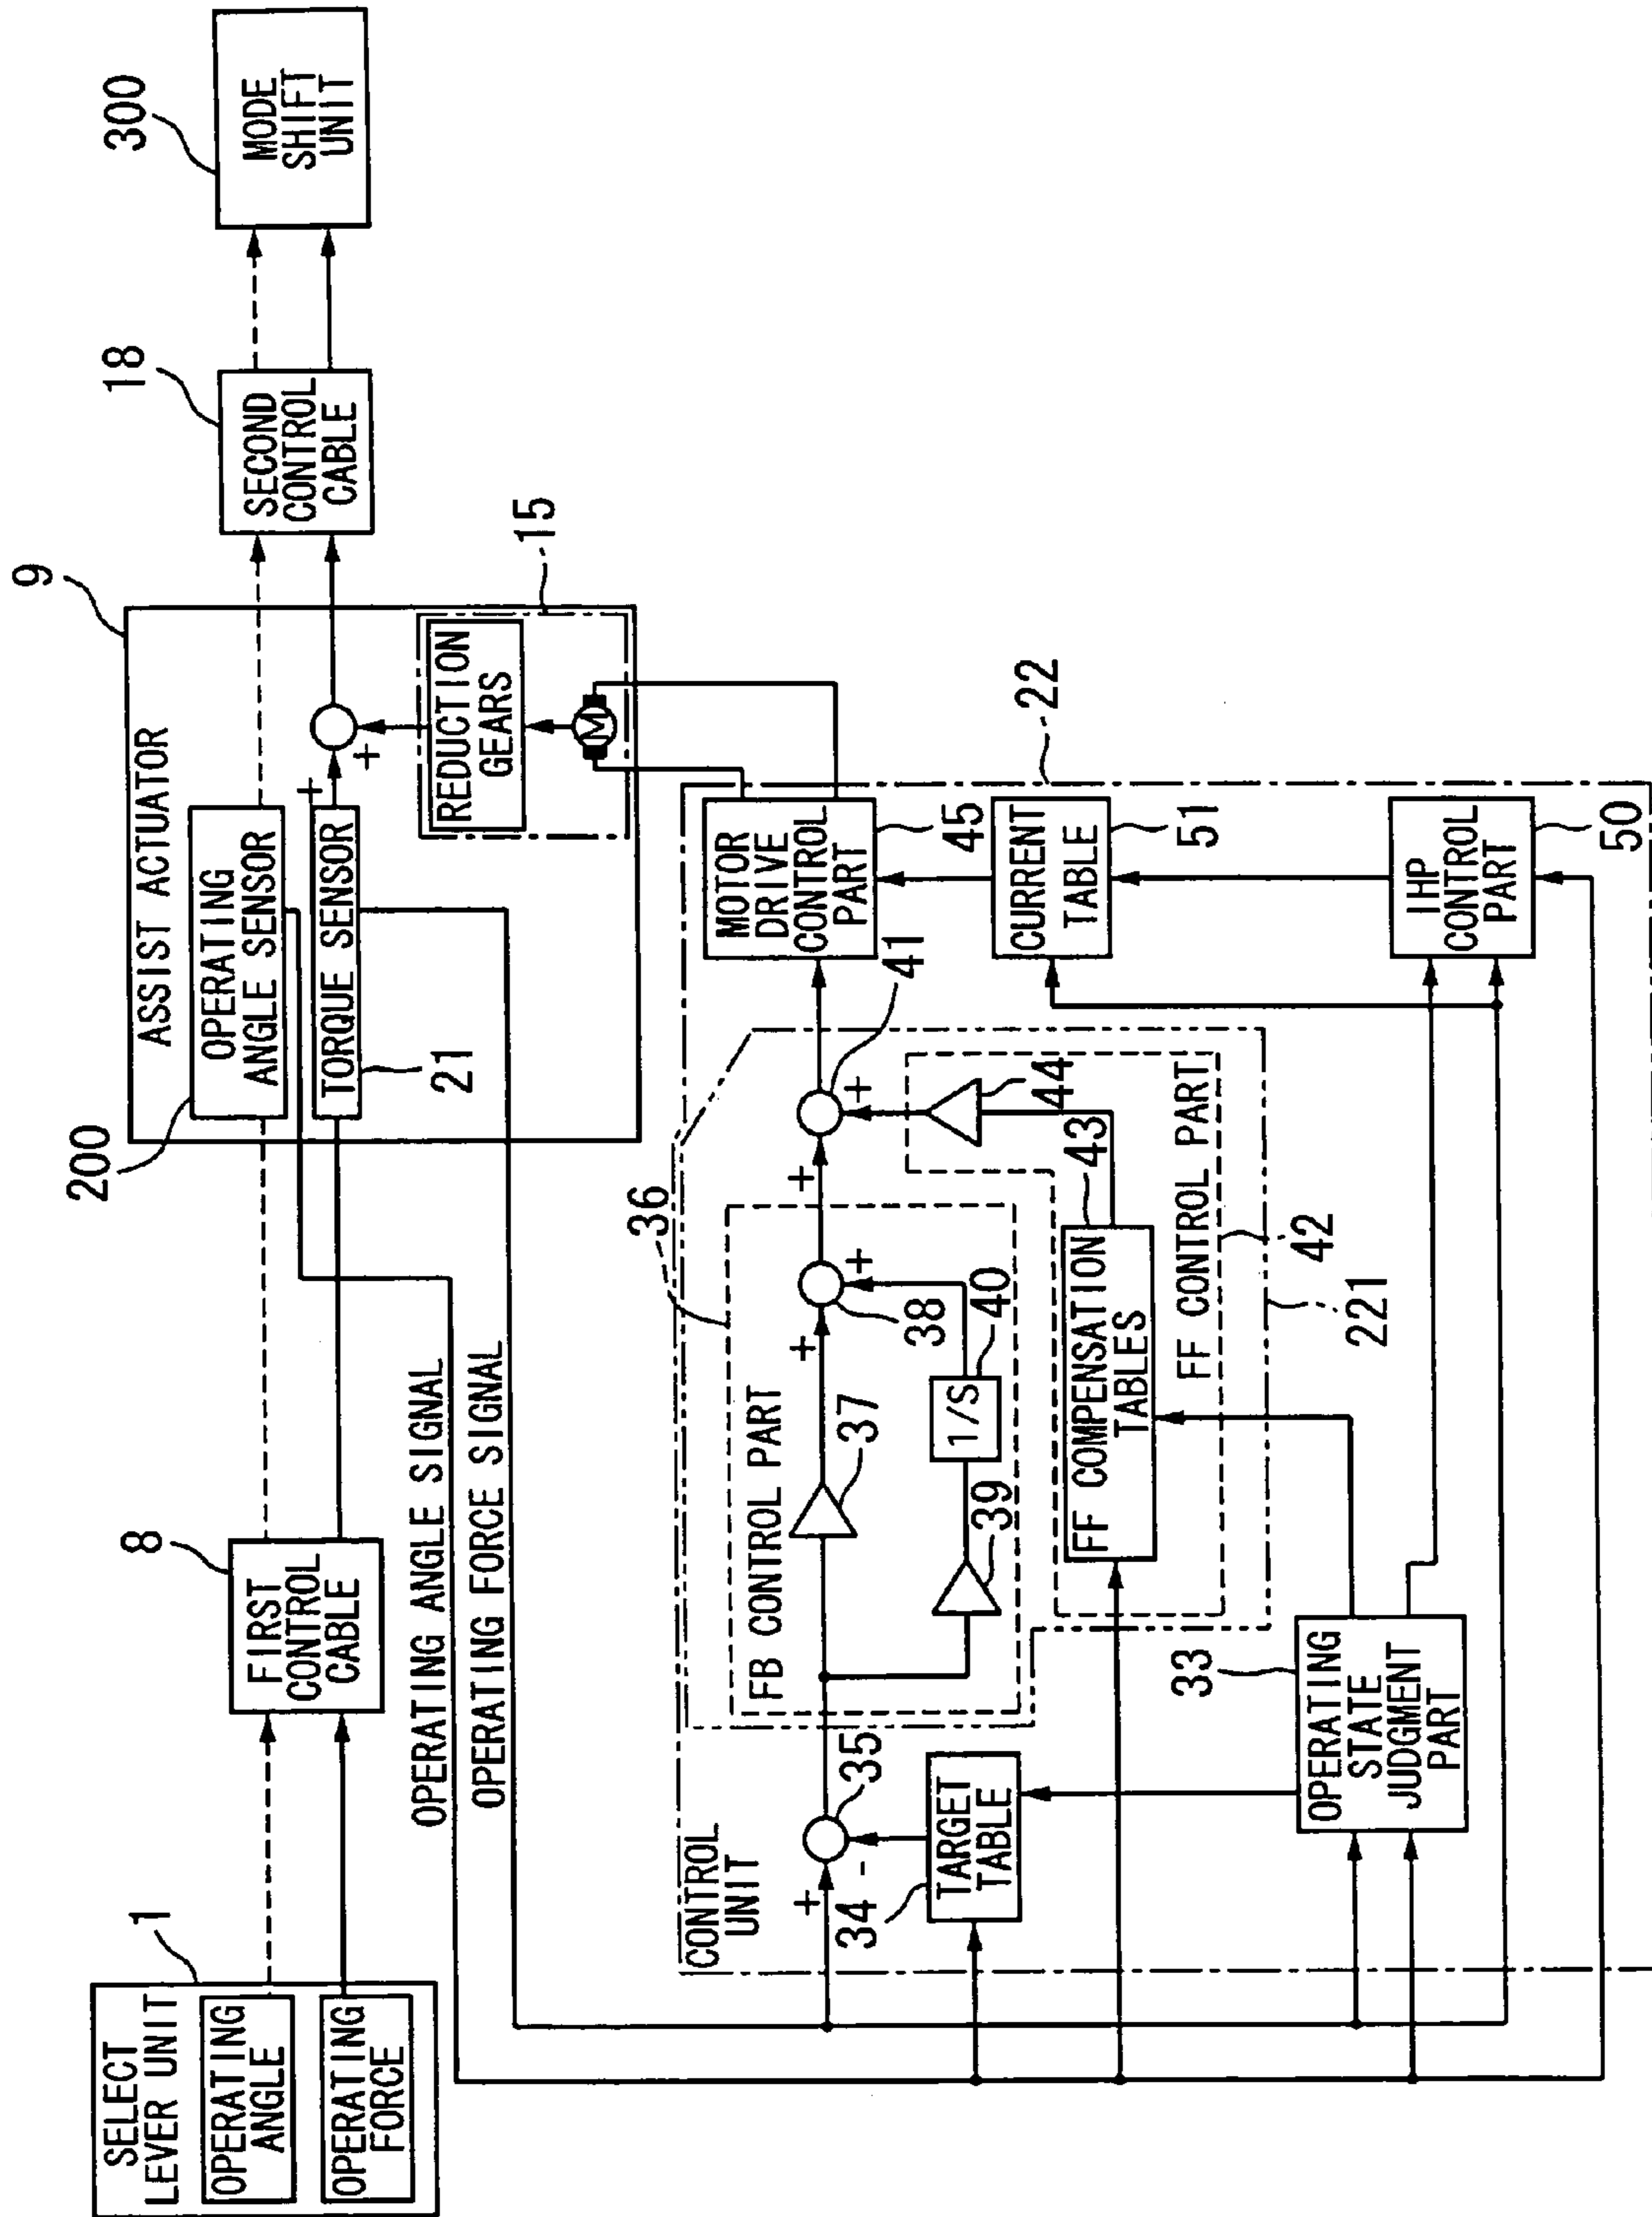 SELECT
LEVER UNIT
1
OPERATING
ANGLE
OPERATING
FORCE
FIRST
CONTROL
CABLE
8
ASSIST ACTUATOR
9
OPERATING
ANGLE SENSOR
200
TORQUE SENSOR
21
+
+
REDUCTION
GEARS
M
15
SECOND
CONTROL
CABLE
18
MODE
SHIFT
UNIT
300
OPERATING ANGLE SIGNAL
OPERATING FORCE SIGNAL
CONTROL
UNIT
22
+
-
35
TARGET
TABLE
34
OPERATING
STATE
JUDGMENT
PART
33
FB CONTROL PART
36
37
39
1/S
40
+
+
38
+
+
41
FF COMPENSATION
TABLES
43
44
FF CONTROL PART
42
221
MOTOR
DRIVE
CONTROL
PART
45
CURRENT
TABLE
51
IHP
CONTROL
PART
50